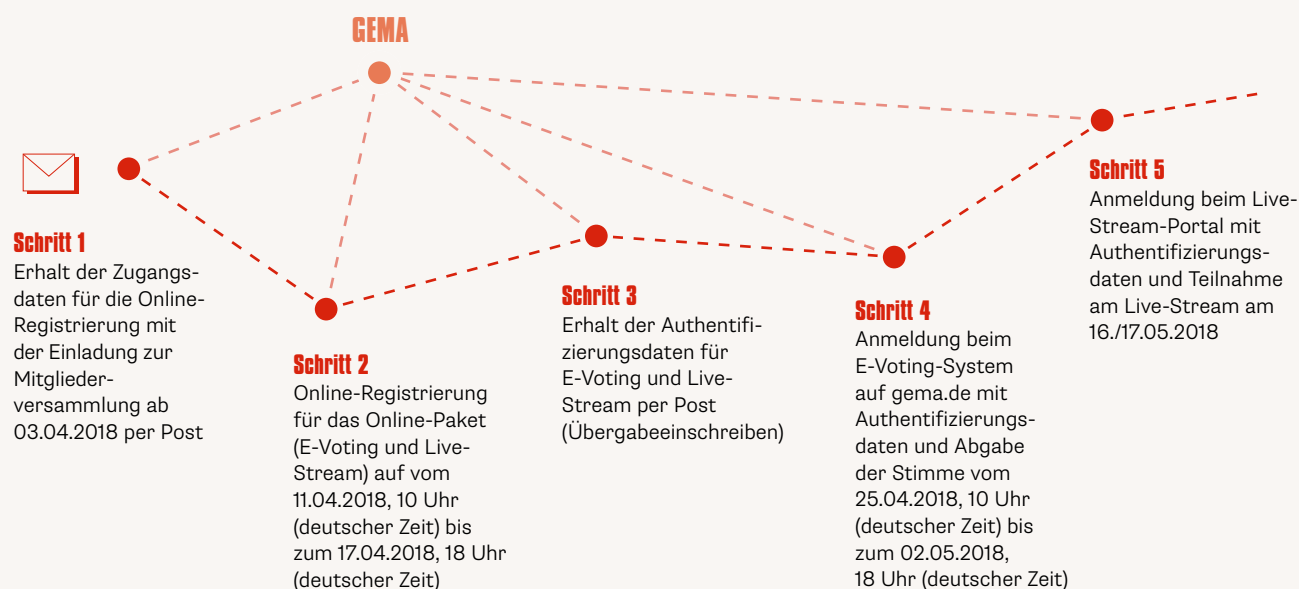 GEMA
Schritt 1
Erhalt der Zugangs-
daten für die Online-
Registrierung mit
der Einladung zur
Mitglieder-
versammlung ab
03.04.2018 per Post
Schritt 2
Online-Registrierung
für das Online-Paket
(E-Voting und Live-
Stream) auf vom
11.04.2018, 10 Uhr
(deutscher Zeit) bis
zum 17.04.2018, 18 Uhr
(deutscher Zeit)
Schritt 3
Erhalt der Authentifi-
zierungsdaten für
E-Voting und Live-
Stream per Post
(Übergabeeinschreiben)
Schritt 4
Anmeldung beim
E-Voting-System
auf gema.de mit
Authentifizierungs-
daten und Abgabe
der Stimme vom
25.04.2018, 10 Uhr
(deutscher Zeit) bis
zum 02.05.2018,
18 Uhr (deutscher Zeit)
Schritt 5
Anmeldung beim Live-
Stream-Portal mit
Authentifizierungs-
daten und Teilnahme
am Live-Stream am
16./17.05.2018